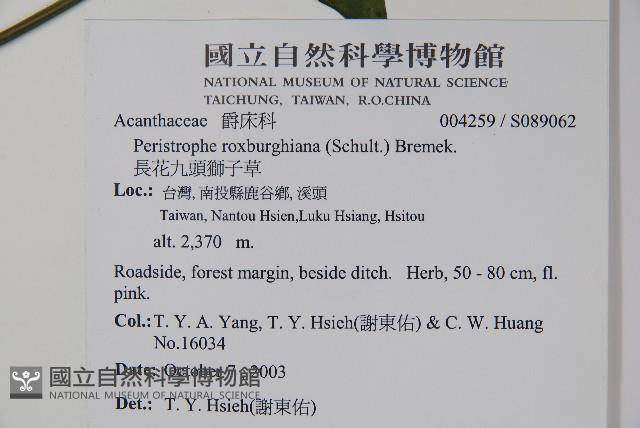 國立自然科學博物館
NATIONAL MUSEUM OF NATURAL SCIENCE
TAICHUNG, TAIWAN, R.O.CHINA
Acanthaceae 爵床科 004259 / S089062
Peristrophe roxburghiana (Schult.) Bremek.
長花九頭獅子草
Loc.: 台灣, 南投縣鹿谷鄉, 溪頭
Taiwan, Nantou Hsien,Luku Hsiang, Hsitou
alt. 2,370 m.
Roadside, forest margin, beside ditch. Herb, 50 - 80 cm, fl.
pink.
Col.: T. Y. A. Yang, T. Y. Hsieh(謝東佑) & C. W. Huang
No.16034
Date: October 7 2003
國立自然科學博物館
NATIONAL MUSEUM OF NATURAL SCIENCE
Det.: T. Y. Hsieh(謝東佑)